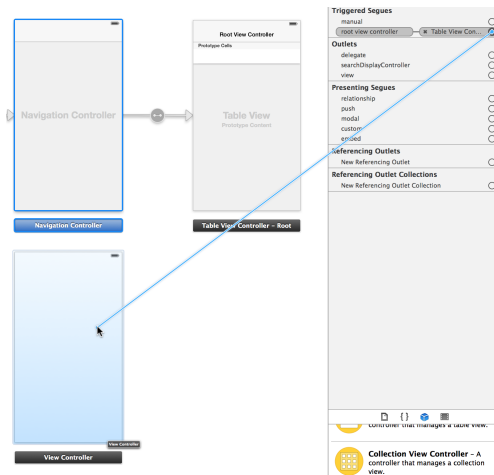 Root View Controller
Prototype Cells
Navigation Controller
Table View
Prototype Content
Navigation Controller
Table View Controller – Root
View Controller
View Controller
Triggered Segues
manual
root view controller
Table View Con...
Outlets
delegate
searchDisplayController
view
Presenting Segues
relationship
push
modal
custom
embed
Referencing Outlets
New Referencing Outlet
Referencing Outlet Collections
New Referencing Outlet Collection
{ }
controller that manages a table view.
Collection View Controller – A
controller that manages a collection
view.